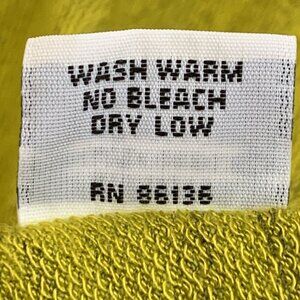 WASH WARM
NO BLEACH
DRY LOW
RN 86136